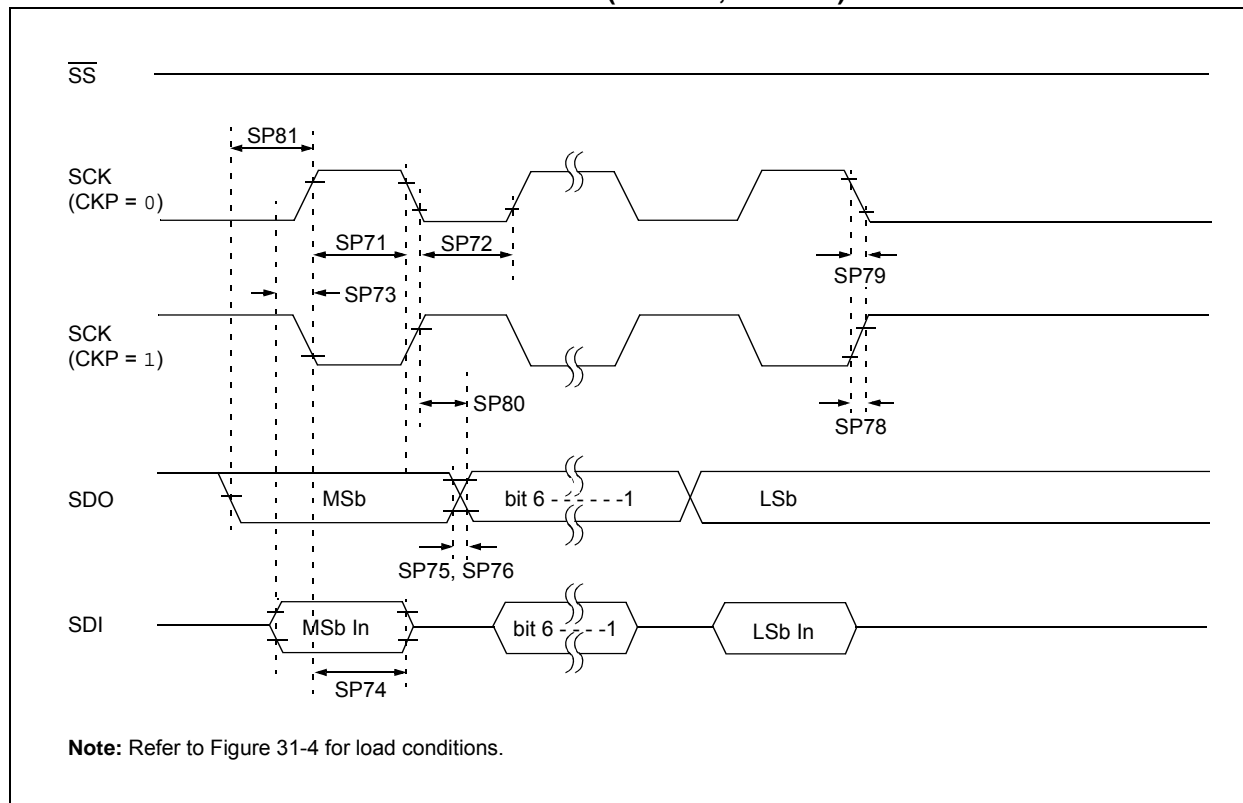 SS
SP81
SCK
(CKP = 0)
SP71
SP72
SP79
SP73
SCK
(CKP = 1)
SP80
SP78
SDO
MSb
bit 6 - - - - - - -1
LSb
SP75, SP76
SDI
MSb In
bit 6 - - - -1
LSb In
SP74
Note: Refer to Figure 31-4 for load conditions.